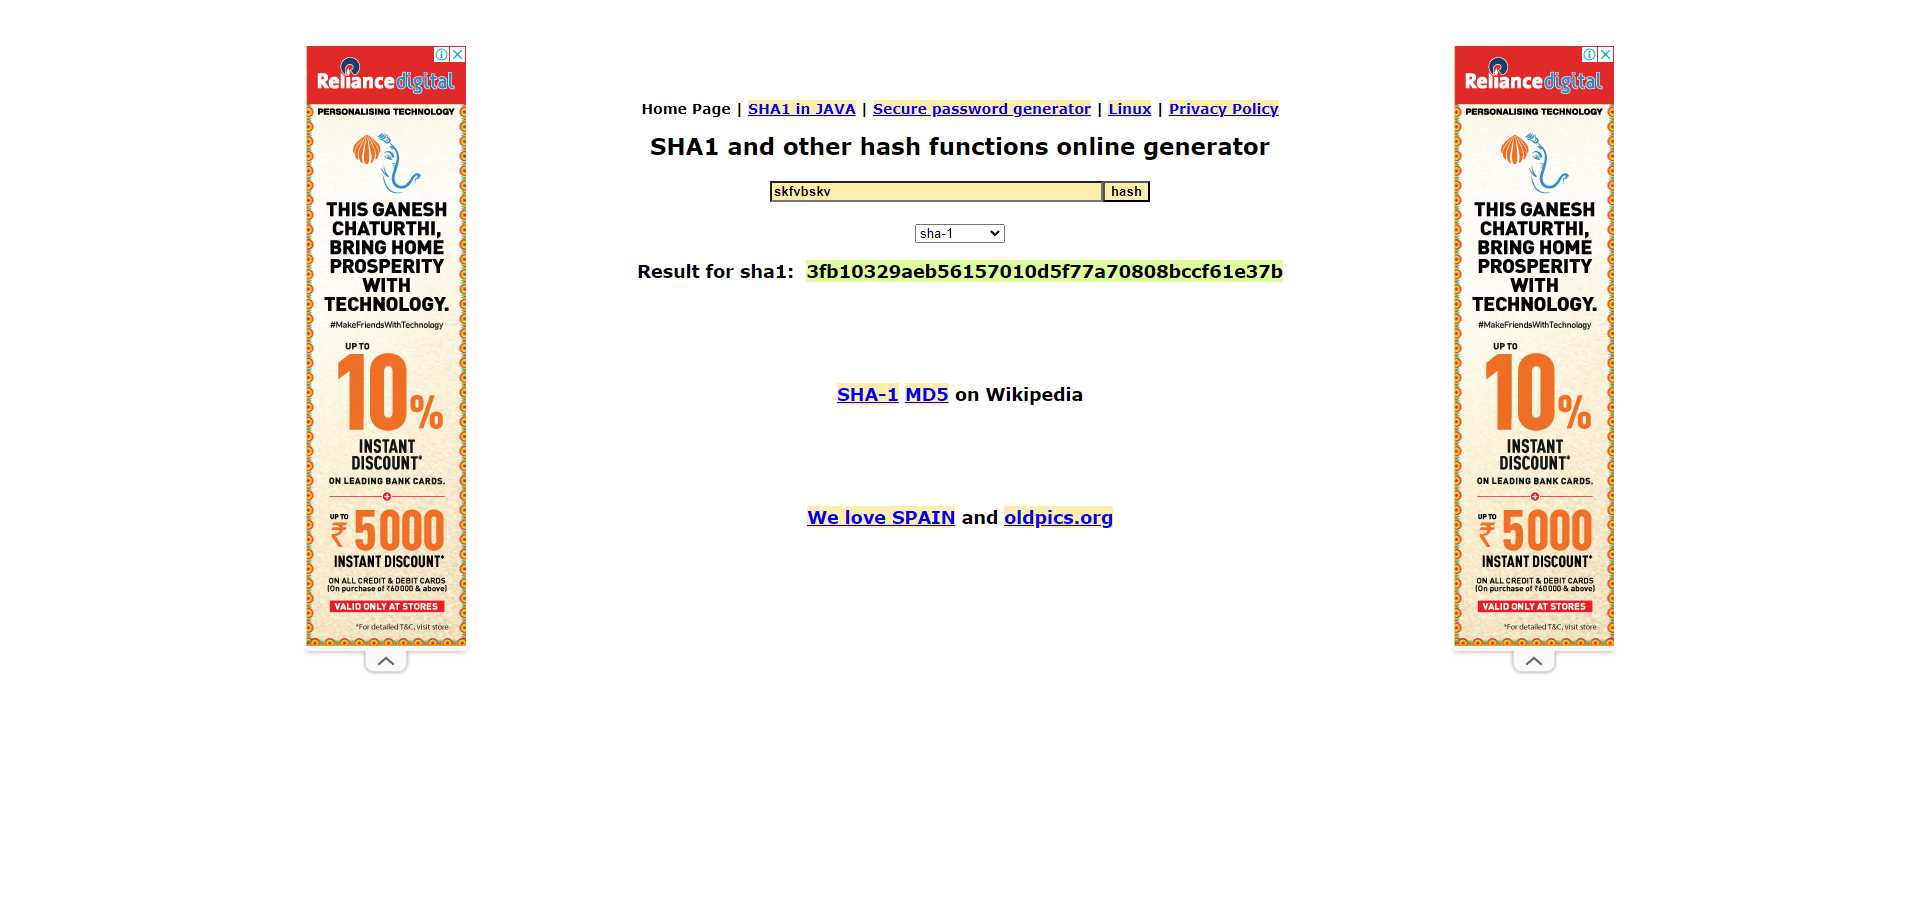 Reliance digital
PERSONALISING TECHNOLOGY
THIS GANESH
CHATURTHI,
BRING HOME
PROSPERITY
WITH
TECHNOLOGY.
#MakeFriendsWithTechnology
UP TO
10%
INSTANT
DISCOUNT*
ON LEADING BANK CARDS.
UP TO
₹5000
INSTANT DISCOUNT*
ON ALL CREDIT & DEBIT CARDS
(On purchase of ₹60000 & above)
VALID ONLY AT STORES
*For detailed T&C, visit store
Home Page | SHA1 in JAVA | Secure password generator | Linux | Privacy Policy
SHA1 and other hash functions online generator
skfvbskv hash
sha-1
Result for sha1: 3fb10329aeb56157010d5f77a70808bccf61e37b
SHA-1 MD5 on Wikipedia
We love SPAIN and oldpics.org
Reliance digital
PERSONALISING TECHNOLOGY
THIS GANESH
CHATURTHI,
BRING HOME
PROSPERITY
WITH
TECHNOLOGY.
#MakeFriendsWithTechnology
UP TO
10%
INSTANT
DISCOUNT*
ON LEADING BANK CARDS.
UP TO
₹5000
INSTANT DISCOUNT*
ON ALL CREDIT & DEBIT CARDS
(On purchase of ₹60000 & above)
VALID ONLY AT STORES
*For detailed T&C, visit store